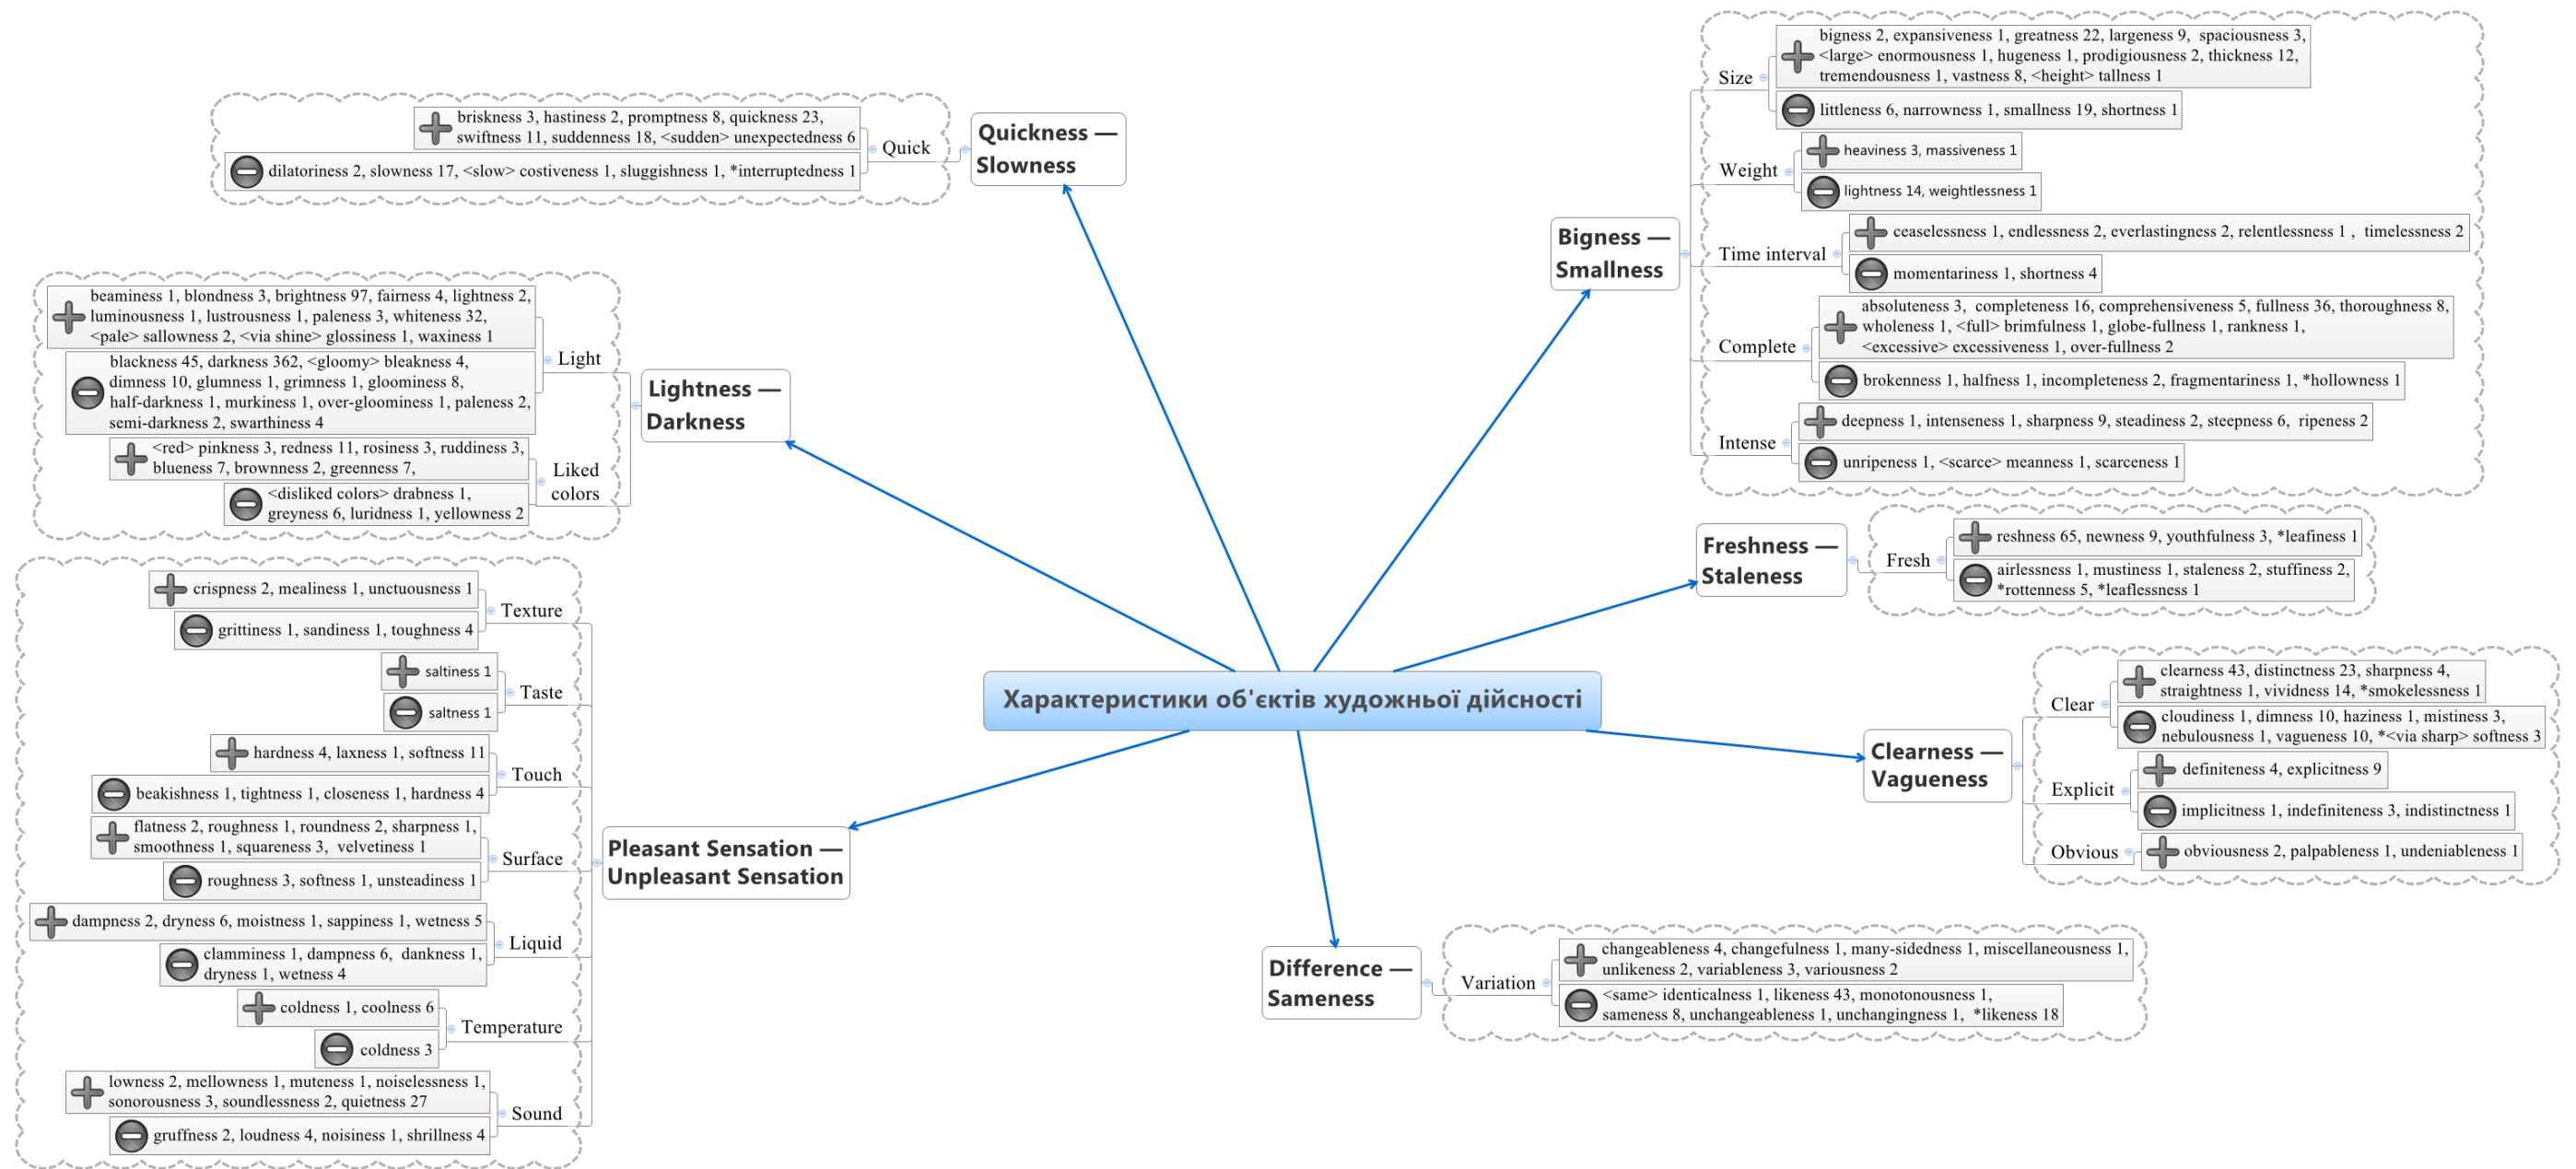 Характеристики об'єктів художньої дійсності
Quickness —
Slowness
Quick
briskness 3, hastiness 2, promptness 8, quickness 23,
swiftness 11, suddenness 18, <sudden> unexpectedness 6
dilatoriness 2, slowness 17, <slow> costiveness 1, sluggishness 1, *interruptedness 1
Lightness —
Darkness
Light
beaminess 1, blondness 3, brightness 97, fairness 4, lightness 2,
luminousness 1, lustrousness 1, paleness 3, whiteness 32,
<pale> sallowness 2, <via shine> glossiness 1, waxiness 1
blackness 45, darkness 362, <gloomy> bleakness 4,
dimness 10, glumness 1, grimness 1, gloominess 8,
half-darkness 1, murkiness 1, over-gloominess 1, paleness 2,
semi-darkness 2, swarthiness 4
Liked
colors
<red> pinkness 3, redness 11, rosiness 3, ruddiness 3,
blueness 7, brownness 2, greenness 7,
<disliked colors> drabness 1,
greyness 6, luridness 1, yellowness 2
Pleasant Sensation —
Unpleasant Sensation
Texture
crispness 2, mealiness 1, unctuousness 1
grittiness 1, sandiness 1, toughness 4
Taste
saltiness 1
saltness 1
Touch
hardness 4, laxness 1, softness 11
beakishness 1, tightness 1, closeness 1, hardness 4
Surface
flatness 2, roughness 1, roundness 2, sharpness 1,
smoothness 1, squareness 3, velvetiness 1
roughness 3, softness 1, unsteadiness 1
Liquid
dampness 2, dryness 6, moistness 1, sappiness 1, wetness 5
clamminess 1, dampness 6, dankness 1,
dryness 1, wetness 4
Temperature
coldness 1, coolness 6
coldness 3
Sound
lowness 2, mellowness 1, muteness 1, noiselessness 1,
sonorousness 3, soundlessness 2, quietness 27
gruffness 2, loudness 4, noisiness 1, shrillness 4
Bigness —
Smallness
Size
bigness 2, expansiveness 1, greatness 22, largeness 9, spaciousness 3,
<large> enormousness 1, hugeness 1, prodigiousness 2, thickness 12,
tremendousness 1, vastness 8, <height> tallness 1
littleness 6, narrowness 1, smallness 19, shortness 1
Weight
heaviness 3, massiveness 1
lightness 14, weightlessness 1
Time interval
ceaselessness 1, endlessness 2, everlastingness 2, relentlessness 1 , timelessness 2
momentariness 1, shortness 4
Complete
absoluteness 3, completeness 16, comprehensiveness 5, fullness 36, thoroughness 8,
wholeness 1, <full> brimfulness 1, globe-fullness 1, rankness 1,
<excessive> excessiveness 1, over-fullness 2
brokenness 1, halfness 1, incompleteness 2, fragmentariness 1, *hollowness 1
Intense
deepness 1, intenseness 1, sharpness 9, steadiness 2, steepness 6, ripeness 2
unripeness 1, <scarce> meanness 1, scarceness 1
Freshness —
Staleness
Fresh
reshness 65, newness 9, youthfulness 3, *leafiness 1
airlessness 1, mustiness 1, staleness 2, stuffiness 2,
*rottenness 5, *leaflessness 1
Clearness —
Vagueness
Clear
clearness 43, distinctness 23, sharpness 4,
straightness 1, vividness 14, *smokelessness 1
cloudiness 1, dimness 10, haziness 1, mistiness 3,
nebulousness 1, vagueness 10, *<via sharp> softness 3
Explicit
definiteness 4, explicitness 9
implicitness 1, indefiniteness 3, indistinctness 1
Obvious
obviousness 2, palpableness 1, undeniableness 1
Difference —
Sameness
Variation
changeableness 4, changefulness 1, many-sidedness 1, miscellaneousness 1,
unlikeness 2, variableness 3, variousness 2
<same> identicalness 1, likeness 43, monotonousness 1,
sameness 8, unchangeableness 1, unchangingness 1, *likeness 18